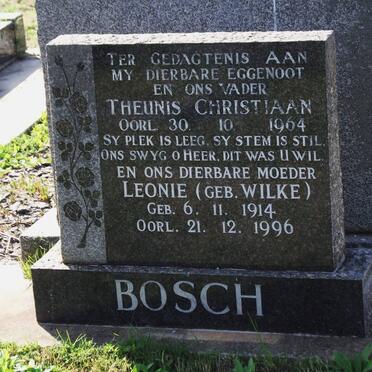 TER GEDAGTENIS AAN
MY DIERBARE EGGENOOT
EN ONS VADER
THEUNIS CHRISTIAAN
OORL. 30. 10. 1964
SY PLEK IS LEEG, SY STEM IS STIL,
ONS SWYG O HEER, DIT WAS U WIL.
EN ONS DIERBARE MOEDER
LEONIE (GEB. WILKE)
GEB. 6. 11. 1914
OORL. 21. 12. 1996
BOSCH